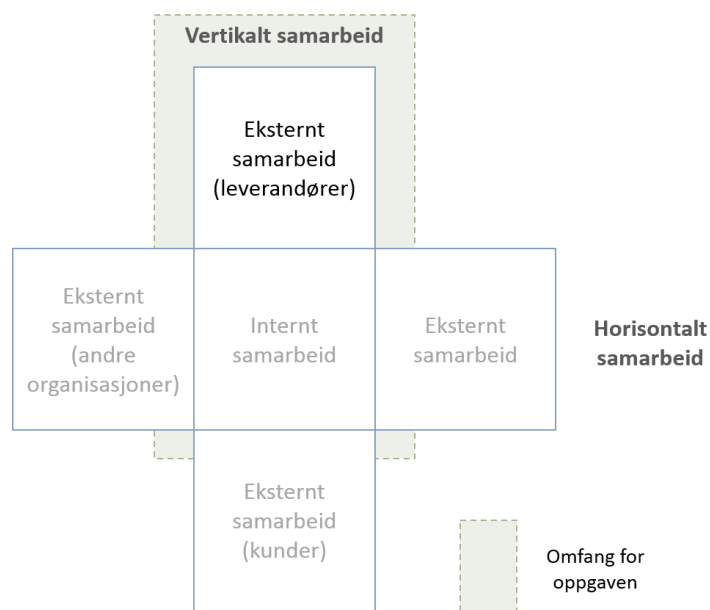 Vertikalt samarbeid
Eksternt
samarbeid
(leverandører)
Eksternt
samarbeid
(andre
organisasjoner)
Internt
samarbeid
Eksternt
samarbeid
Horisontalt
samarbeid
Eksternt
samarbeid
(kunder)
Omfang for
oppgaven